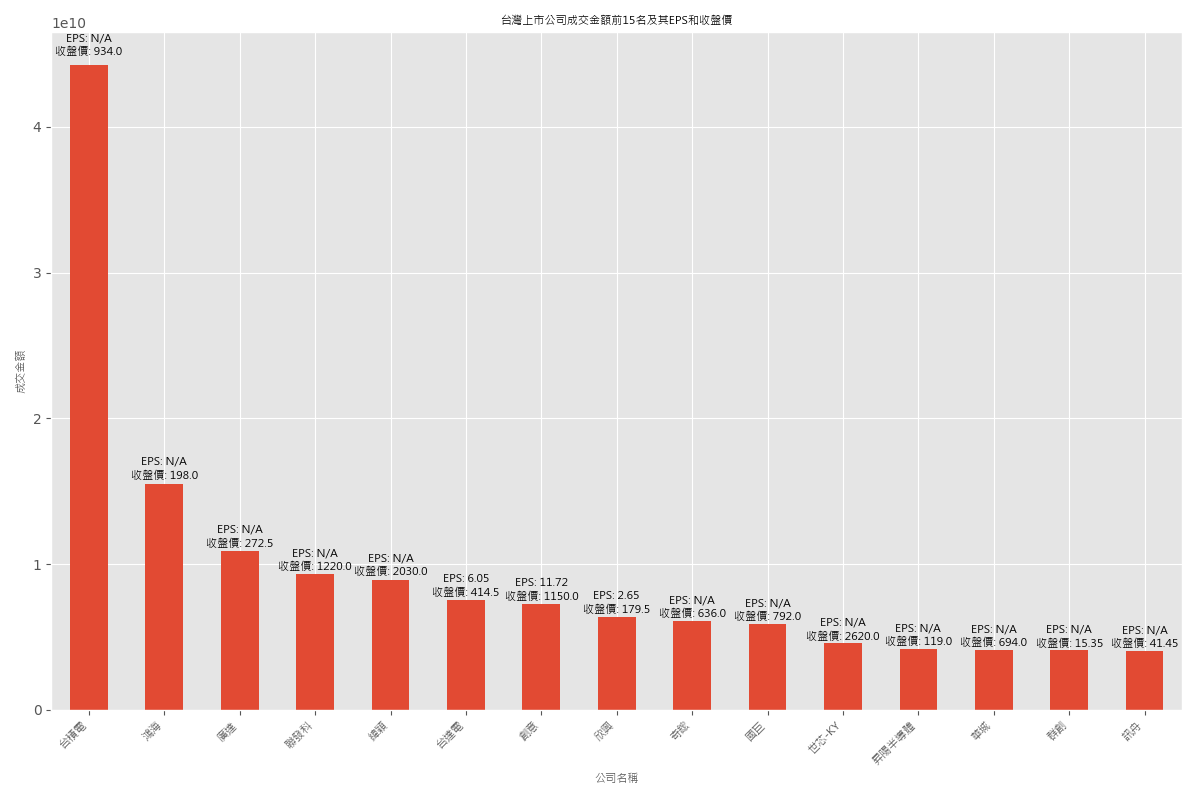 台灣上市公司成交金額前15名及其EPS和收盤價
1e10
EPS: N/A
收盤價: 934.0
4
3
成交金額
2
EPS: N/A
收盤價: 198.0
EPS: N/A
收盤價: 272.5
EPS: N/A
收盤價: 1220.0
EPS: N/A
收盤價: 2030.0
EPS: 6.05
收盤價: 414.5
EPS: 11.72
收盤價: 1150.0
EPS: 2.65
收盤價: 179.5
EPS: N/A
收盤價: 636.0
EPS: N/A
收盤價: 792.0
EPS: N/A
收盤價: 2620.0
EPS: N/A
收盤價: 119.0
EPS: N/A
收盤價: 694.0
EPS: N/A
收盤價: 15.35
EPS: N/A
收盤價: 41.45
1
0
台積電
鴻海
廣達
聯發科
緯穎
台達電
創意
欣興
奇鋐
國巨
世芯-KY
昇陽半導體
華城
群創
訊舟
公司名稱